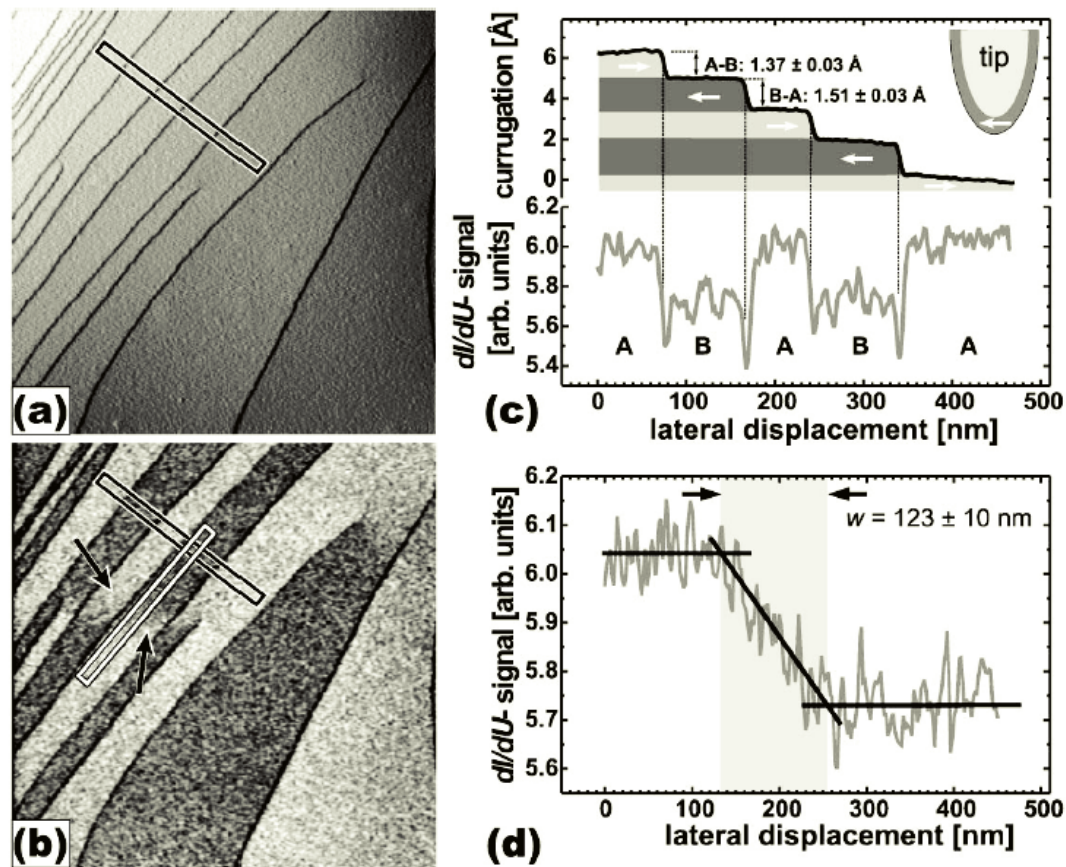 (a)
(b)
(c)
currugation [Å]
6
4
2
0
A-B: 1.37 ± 0.03 Å
B-A: 1.51 ± 0.03 Å
tip
dI/dU- signal
[arb. units]
6.2
6.0
5.8
5.6
5.4
A B A B A
0 100 200 300 400 500
lateral displacement [nm]
(d)
dI/dU- signal [arb. units]
6.2
6.1
6.0
5.9
5.8
5.7
5.6
w = 123 ± 10 nm
0 100 200 300 400 500
lateral displacement [nm]